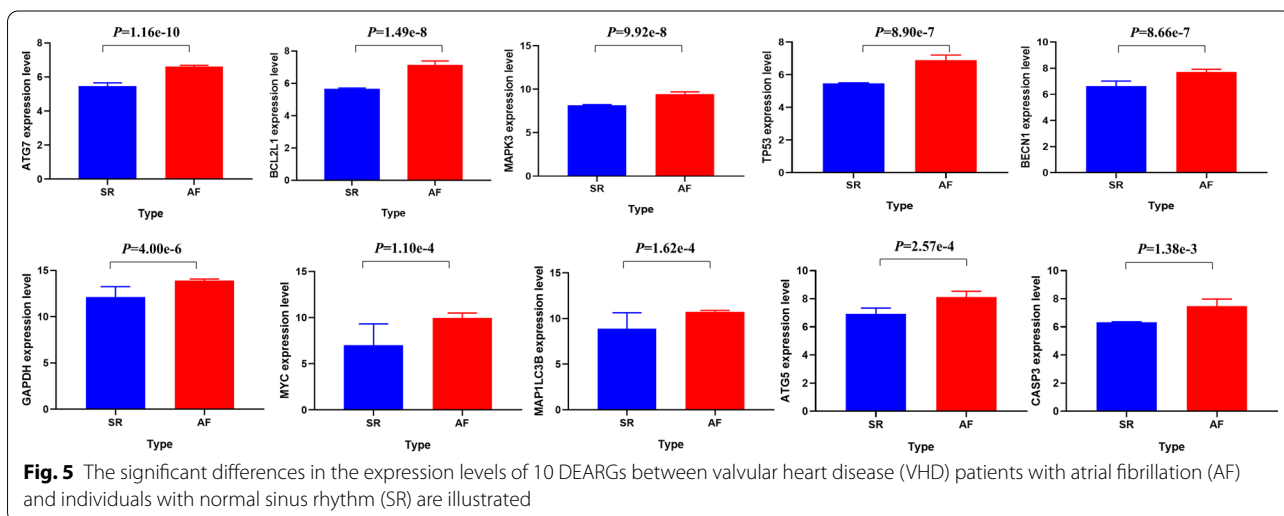 P=1.16e-10
ATG7 expression level
8
6
4
2
0
SR
AF
Type
P=1.49e-8
BCL2L1 expression level
8
6
4
2
0
SR
AF
Type
P=9.92e-8
MAPK3 expression level
15
10
5
0
SR
AF
Type
P=8.90e-7
TP53 expression level
8
6
4
2
0
SR
AF
Type
P=8.66e-7
BECN1 expression level
10
8
6
4
2
0
SR
AF
Type
P=4.00e-6
GAPDH expression level
15
10
5
0
SR
AF
Type
P=1.10e-4
MYC expression level
15
10
5
0
SR
AF
Type
P=1.62e-4
MAP1LC3B expression level
15
10
5
0
SR
AF
Type
P=2.57e-4
ATG5 expression level
10
8
6
4
2
0
SR
AF
Type
P=1.38e-3
CASP3 expression level
10
8
6
4
2
0
SR
AF
Type
Fig. 5 The significant differences in the expression levels of 10 DEARGs between valvular heart disease (VHD) patients with atrial fibrillation (AF)
and individuals with normal sinus rhythm (SR) are illustrated